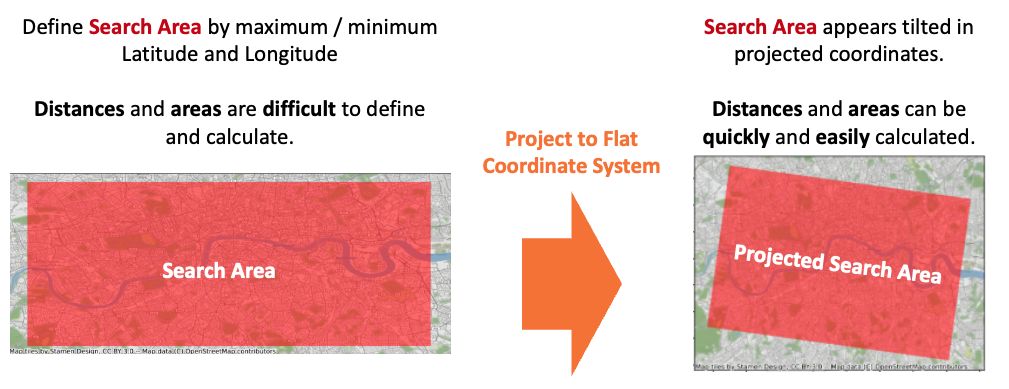 Define Search Area by maximum / minimum
Latitude and Longitude
Distances and areas are difficult to define
and calculate.
Search Area
Map tiles by Stamen Design, CC BY 3.0 -- Map data (C) OpenStreetMap contributors
Project to Flat
Coordinate System
Search Area appears tilted in
projected coordinates.
Distances and areas can be
quickly and easily calculated.
Projected Search Area
Map tiles by Stamen Design, CC BY 3.0 -- Map data (C) OpenStreetMap contributors